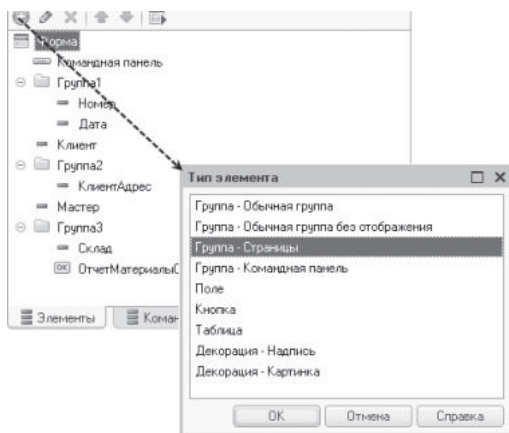 Форма
Командная панель
Группа1
Номер
Дата
Клиент
Группа2
КлиентАдрес
Мастер
Группа3
Склад
OK ОтчетМатериалы
Элементы
Коман
Тип элемента
Группа - Обычная группа
Группа - Обычная группа без отображения
Группа - Страницы
Группа - Командная панель
Поле
Кнопка
Таблица
Декорация - Надпись
Декорация - Картинка
OK Отмена Справка